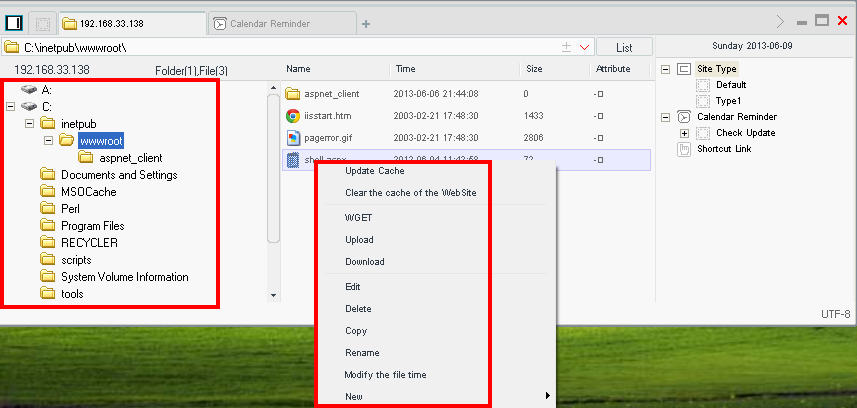 192.168.33.138
Calendar Reminder
C:\inetpub\wwwroot\
List
Sunday 2013-06-09
192.168.33.138
Folder(1),File(3)
Name
Time
Size
Attribute
A:
C:
inetpub
wwwroot
aspnet_client
Documents and Settings
MSOCache
Perl
Program Files
RECYCLER
scripts
System Volume Information
tools
aspnet_client 2013-06-06 21:44:08 0 -
iisstart.htm 2003-02-21 17:48:30 1433 -
pagerror.gif 2003-02-21 17:48:30 2806 -
shell.aspx 2013-06-04 11:43:58 72 -
Update Cache
Clear the cache of the WebSite
WGET
Upload
Download
Edit
Delete
Copy
Rename
Modify the file time
New
Site Type
Default
Type1
Calendar Reminder
Check Update
Shortcut Link
UTF-8